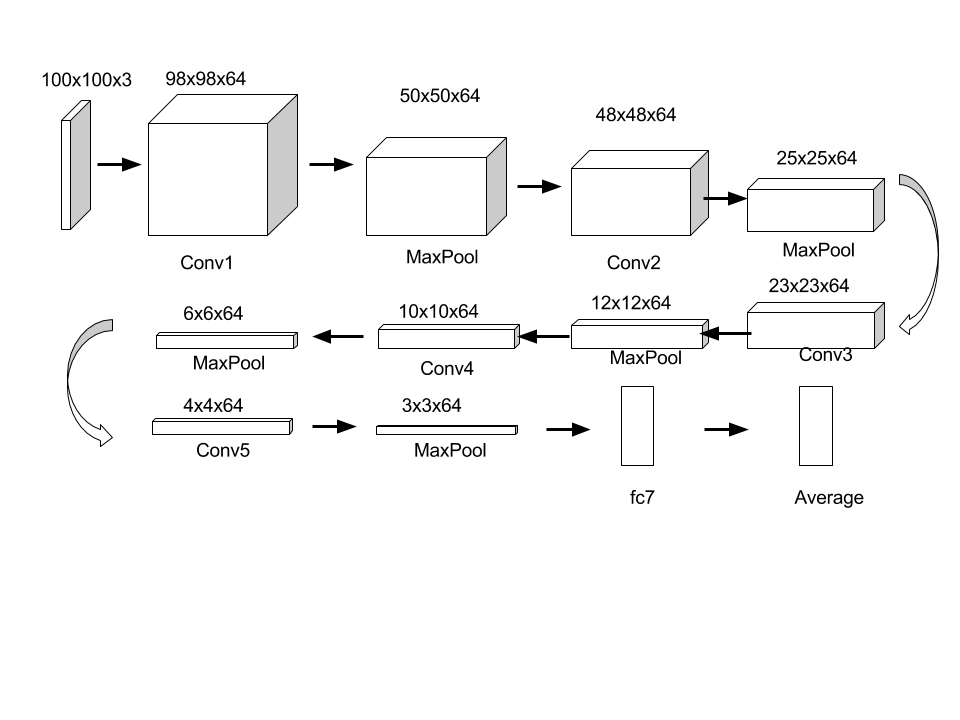 100x100x3
98x98x64
Conv1
50x50x64
MaxPool
48x48x64
Conv2
25x25x64
MaxPool
23x23x64
Conv3
12x12x64
MaxPool
10x10x64
Conv4
6x6x64
MaxPool
4x4x64
Conv5
3x3x64
MaxPool
fc7
Average